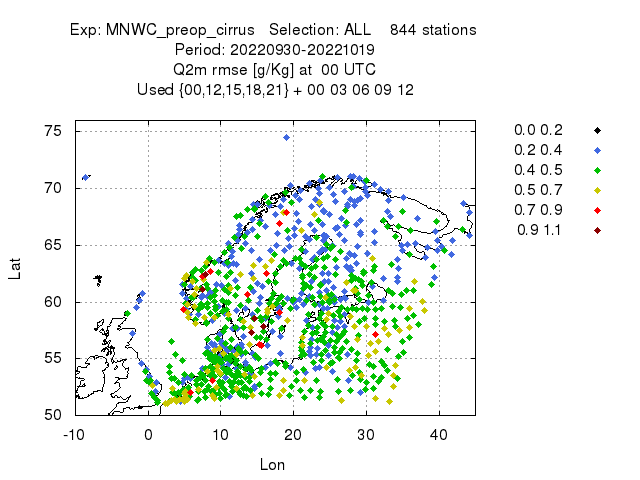 Exp: MNWC_preop_cirrus   Selection: ALL    844 stations
Period: 20220930-20221019
Q2m rmse [g/Kg] at  00 UTC
Used {00,12,15,18,21} + 00 03 06 09 12
75
70
65
60
55
50
Lat
-10 0 10 20 30 40
Lon
0.0 0.2
0.2 0.4
0.4 0.5
0.5 0.7
0.7 0.9
0.9 1.1